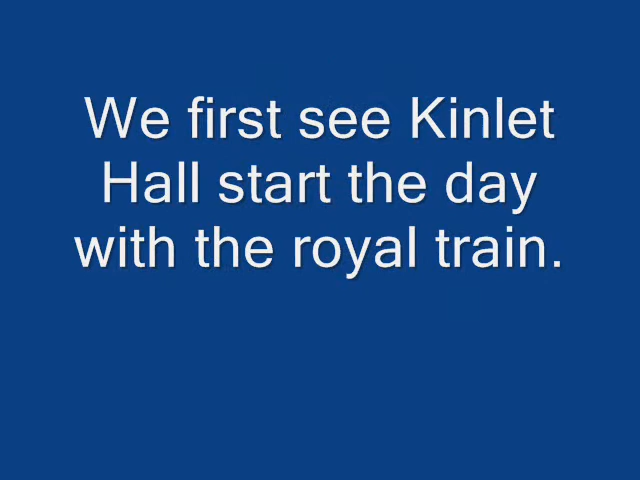 We first see Kinlet
Hall start the day
with the royal train.